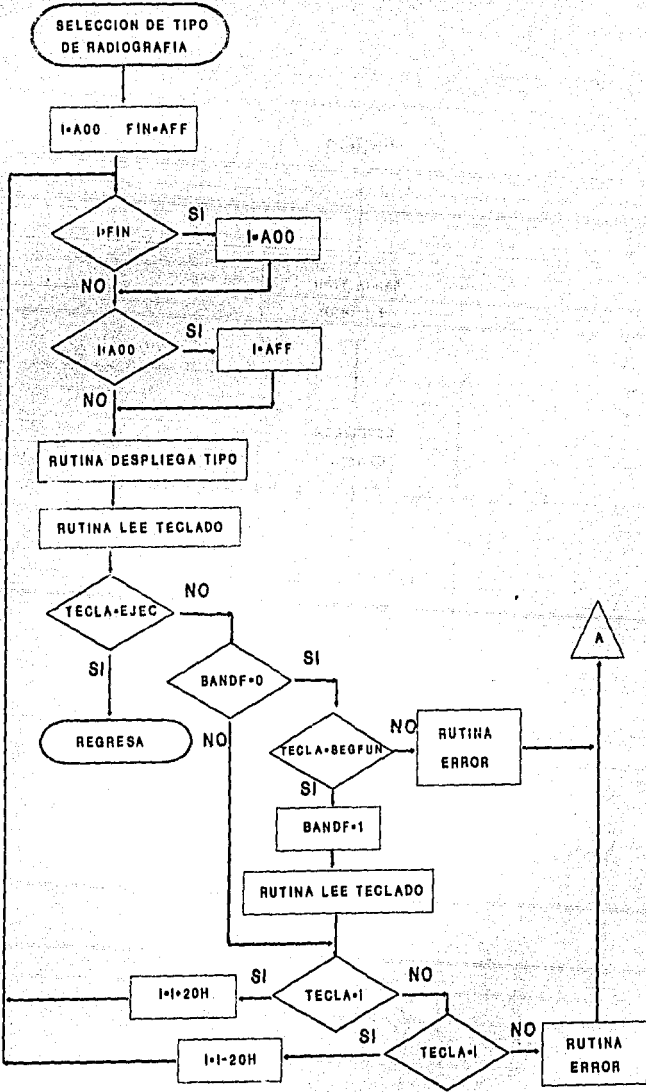 SELECCION DE TIPO
DE RADIOGRAFIA
I=A00 FIN=AFF
SI
I=A00
NO
I<A00
SI
I=AFF
NO
RUTINA DESPLIEGA TIPO
RUTINA LEE TECLADO
TECLA=EJEC
NO
SI
REGRESA
BANDF=0
SI
NO
TECLA=SEGFUN
NO
RUTINA
ERROR
A
SI
BANDF=1
RUTINA LEE TECLADO
TECLA=
SI
NO
I=I+20H
TECLA=
SI
NO
I=I-20H
RUTINA
ERROR